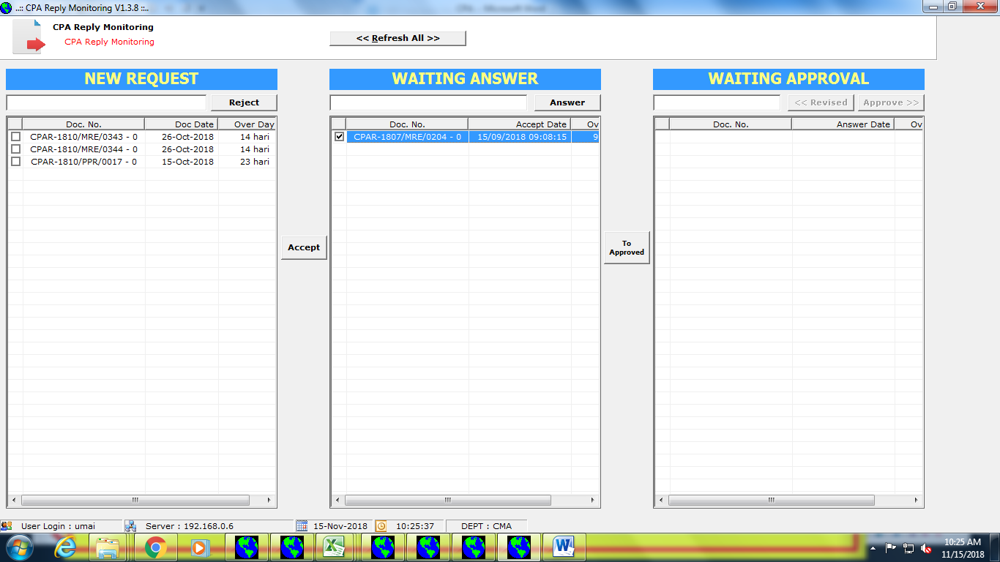 ..:: CPA Reply Monitoring V1.3.8 ::..
CPA Reply Monitoring
CPA Reply Monitoring
<< Refresh All >>
NEW REQUEST
Reject
Doc. No. Doc Date Over Day
CPAR-1810/MRE/0343 - 0 26-Oct-2018 14 hari
CPAR-1810/MRE/0344 - 0 26-Oct-2018 14 hari
CPAR-1810/PPR/0017 - 0 15-Oct-2018 23 hari
Accept
WAITING ANSWER
Answer
Doc. No. Accept Date Ov
CPAR-1807/MRE/0204 - 0 15/09/2018 09:08:15 9
To
Approved
WAITING APPROVAL
<< Revised Approve >>
Doc. No. Answer Date Ov
User Login : umai Server : 192.168.0.6 15-Nov-2018 10:25:37 DEPT : CMA
10:25 AM
11/15/2018